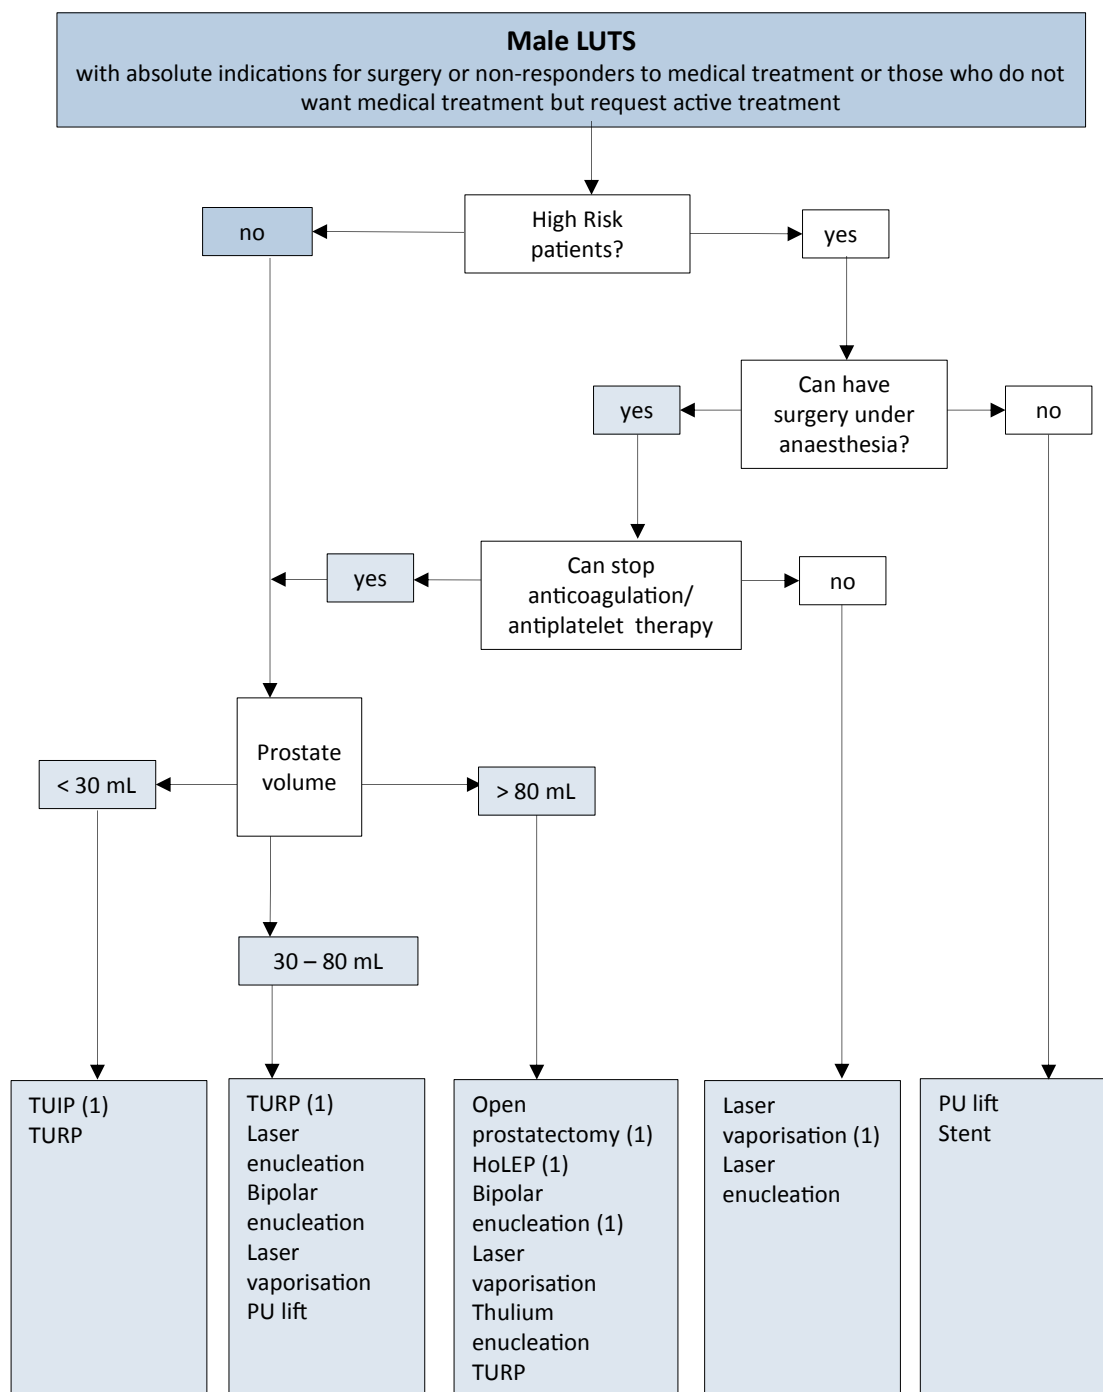 Male LUTS
with absolute indications for surgery or non-responders to medical treatment or those who do not
want medical treatment but request active treatment
High Risk
patients?
no
yes
Can have
surgery under
anaesthesia?
yes
no
Can stop
anticoagulation/
antiplatelet therapy
yes
no
Prostate
volume
< 30 mL
> 80 mL
30 – 80 mL
TUIP (1)
TURP
TURP (1)
Laser
enucleation
Bipolar
enucleation
Laser
vaporisation
PU lift
Open
prostatectomy (1)
HoLEP (1)
Bipolar
enucleation (1)
Laser
vaporisation
Thulium
enucleation
TURP
Laser
vaporisation (1)
Laser
enucleation
PU lift
Stent